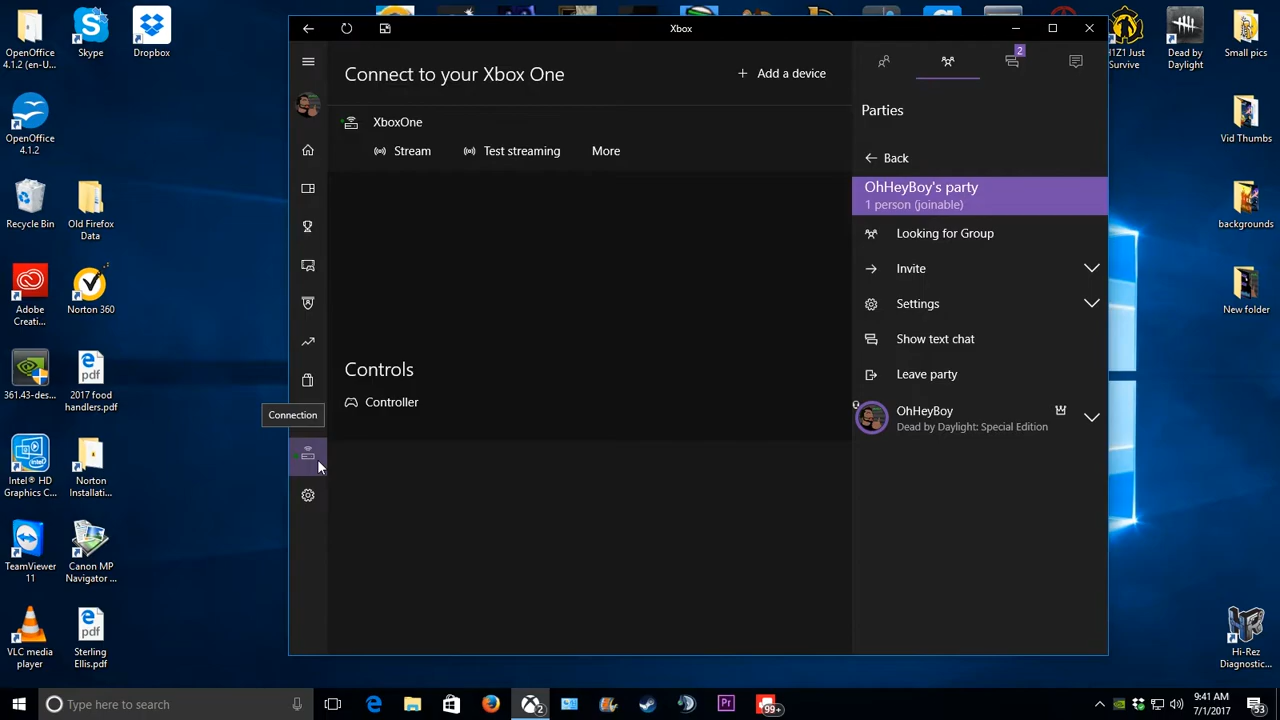 OpenOffice
4.1.2 (en-U...
Skype
Dropbox
OpenOffice
4.1.2
Recycle Bin
Old Firefox
Data
Adobe
Creati...
Norton 360
361.43-des...
2017 food
handlers.pdf
Intel® HD
Graphics C...
Norton
Installati...
TeamViewer
11
Canon MP
Navigator ...
VLC media
player
Sterling
Ellis.pdf
Xbox
Connect to your Xbox One
Add a device
XboxOne
Stream
Test streaming
More
Controls
Controller
Connection
2
Parties
Back
OhHeyBoy's party
1 person (joinable)
Looking for Group
Invite
Settings
Show text chat
Leave party
OhHeyBoy
Dead by Daylight: Special Edition
H1Z1 Just
Survive
Dead by
Daylight
Small pics
Vid Thumbs
backgrounds
New folder
Hi-Rez
Diagnostic...
Type here to search
2
Pr
99+
9:41 AM
7/1/2017
53